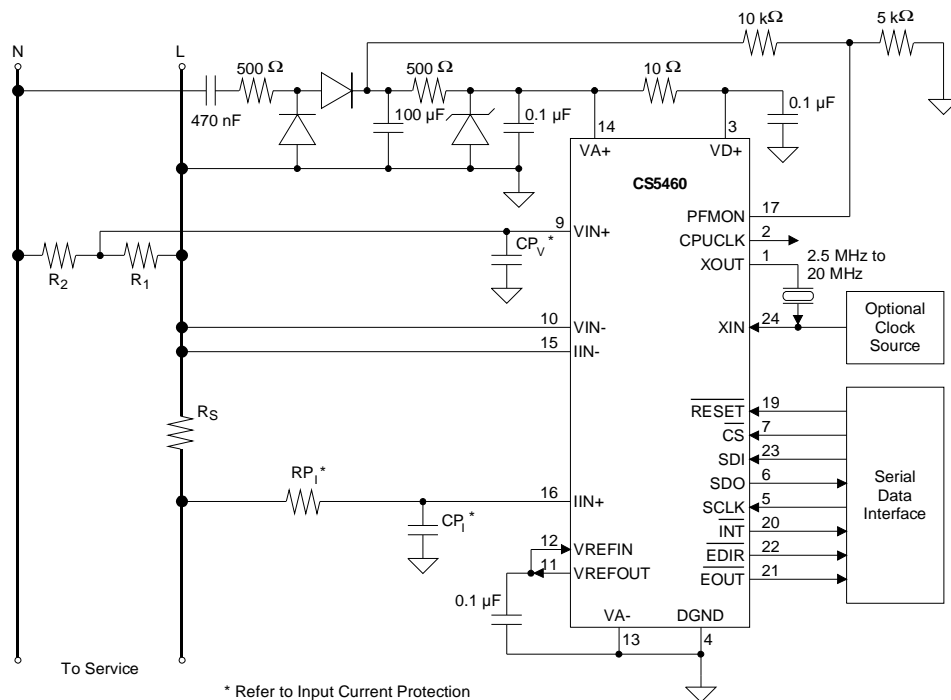 N
L
500 Ω
500 Ω
10 kΩ
5 kΩ
10 Ω
470 nF
100 µF
0.1 µF
0.1 µF
14
3
VA+
VD+
CS5460
9
VIN+
CP_V*
PFMON
17
CPUCLK
2
XOUT
1
2.5 MHz to
20 MHz
R2
R1
10
VIN-
15
IIN-
XIN
24
Optional
Clock
Source
RS
RESET
19
CS
7
SDI
23
SDO
6
SCLK
5
INT
20
EDIR
22
EOUT
21
Serial
Data
Interface
RP_I*
16
IIN+
CP_I*
12
VREFIN
11
VREFOUT
0.1 µF
VA-
DGND
13
4
To Service
* Refer to Input Current Protection